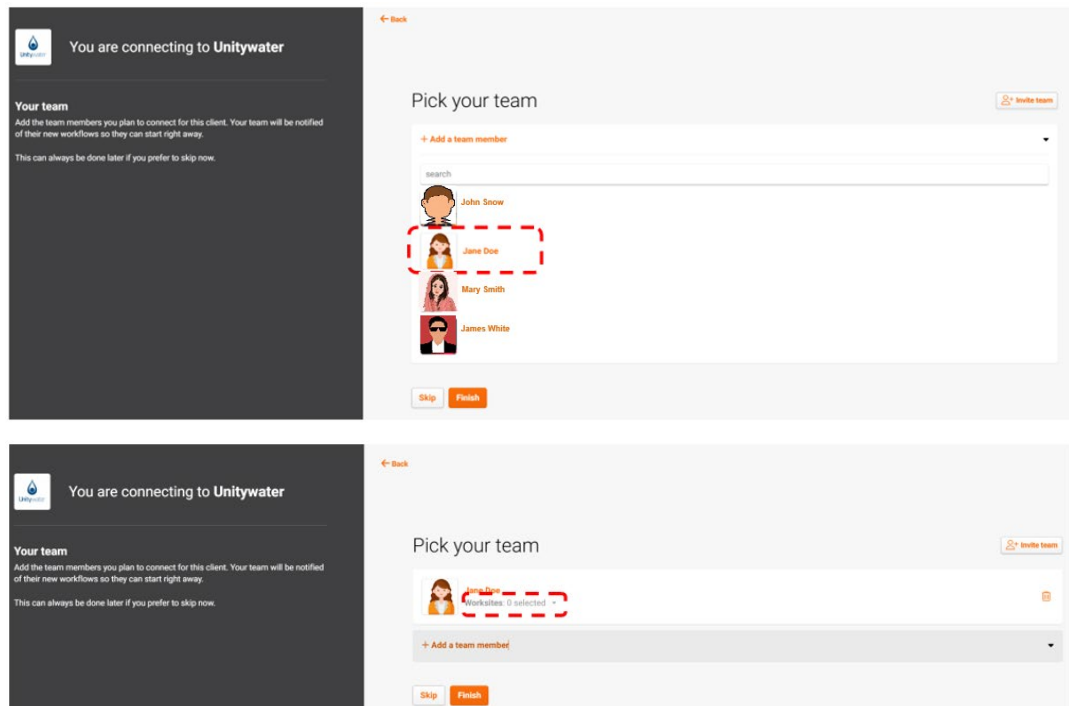 ← Back
Unitywater
You are connecting to Unitywater
Your team
Add the team members you plan to connect for this client. Your team will be notified
of their new workflows so they can start right away.
This can always be done later if you prefer to skip now.
Pick your team
Invite team
+ Add a team member
search
John Snow
Jane Doe
Mary Smith
James White
Skip
Finish
← Back
Unitywater
You are connecting to Unitywater
Your team
Add the team members you plan to connect for this client. Your team will be notified
of their new workflows so they can start right away.
This can always be done later if you prefer to skip now.
Pick your team
Invite team
Jane Doe
Worksites: 0 selected
+ Add a team member
Skip
Finish